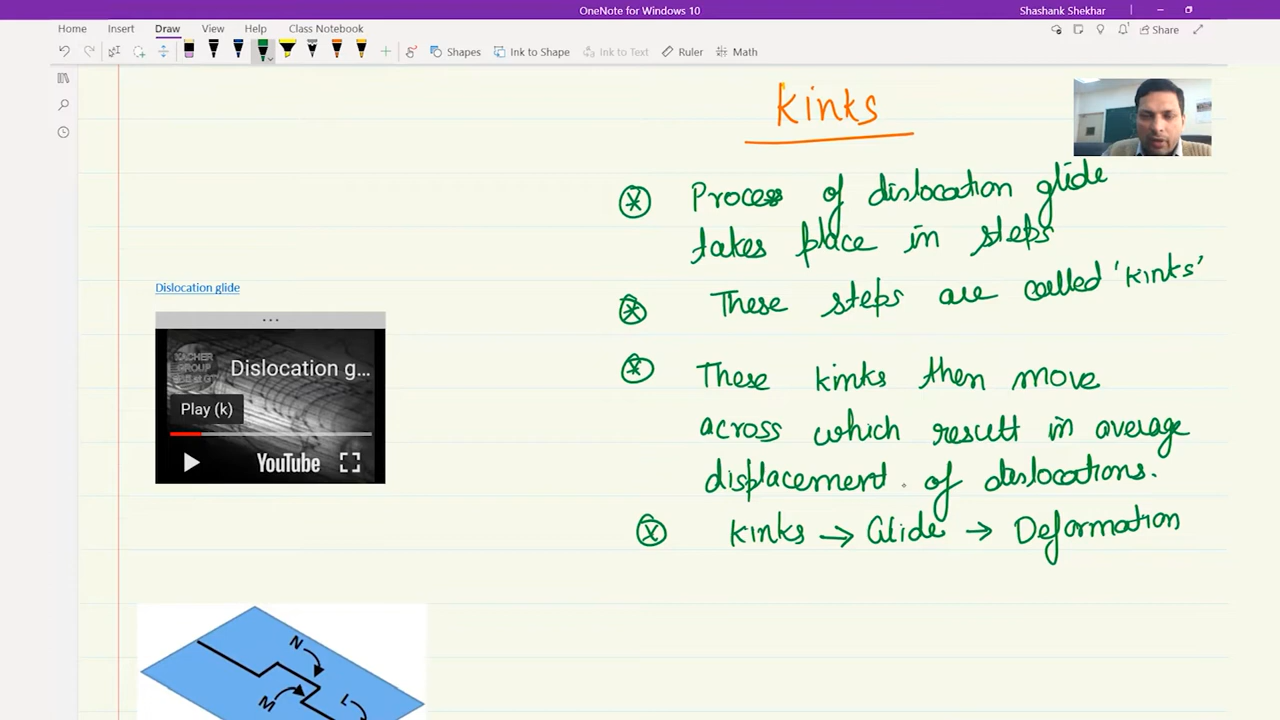 OneNote for Windows 10
Shashank Shekhar
Home Insert Draw View Help Class Notebook
Shapes Ink to Shape Ink to Text Ruler Math
Share
Kinks
Process of dislocation glide
takes place in steps
These steps are called 'kinks'
Dislocation glide
These kinks then move
across which result in average
displacement of dislocations.
Kinks → Glide → Deformation
KACHER
GROUP
Dislocation g...
Play (k)
YouTube
N
M
L